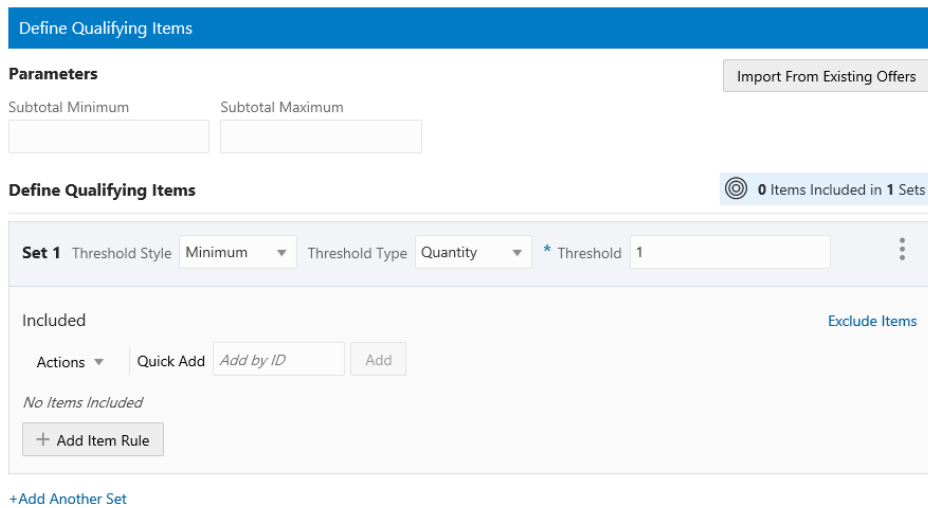 Define Qualifying Items
Parameters
Import From Existing Offers
Subtotal Minimum Subtotal Maximum
Define Qualifying Items
0 Items Included in 1 Sets
Set 1 Threshold Style Minimum Threshold Type Quantity * Threshold 1
Included
Exclude Items
Actions Quick Add Add by ID Add
No Items Included
+ Add Item Rule
+Add Another Set